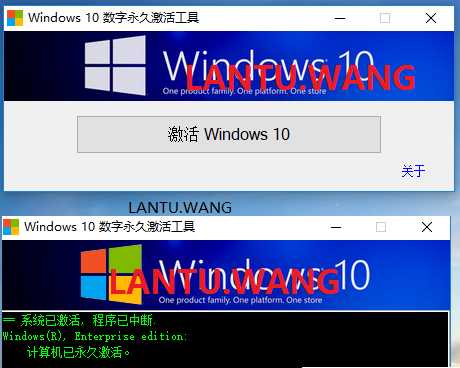 Windows 10 数字永久激活工具
Windows 10
LANTU.WANG
One product family. One platform. One store
激活 Windows 10
关于
LANTU.WANG
Windows 10 数字永久激活工具
Windows 10
LANTU.WANG
One product family. One platform. One store
== 系统已激活, 程序已中断.
Windows(R), Enterprise edition:
计算机已永久激活。